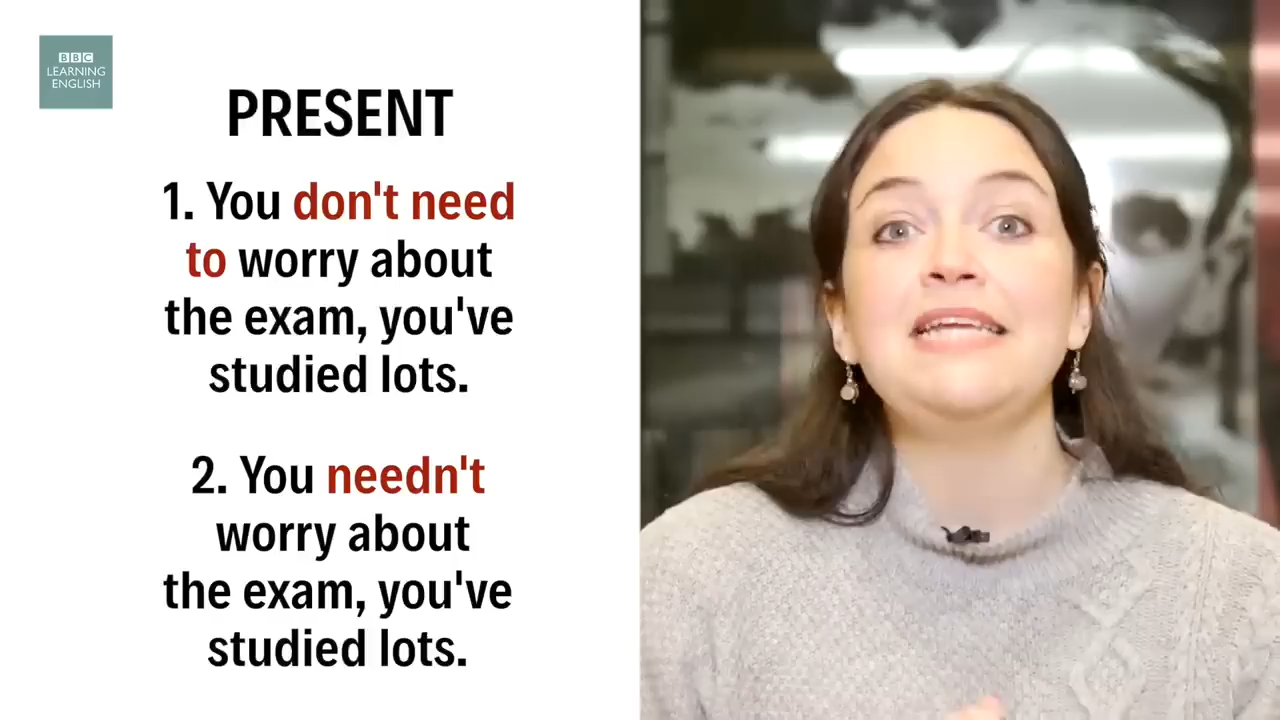 BBC
LEARNING
ENGLISH
PRESENT
1. You don't need
to worry about
the exam, you've
studied lots.
2. You needn't
worry about
the exam, you've
studied lots.